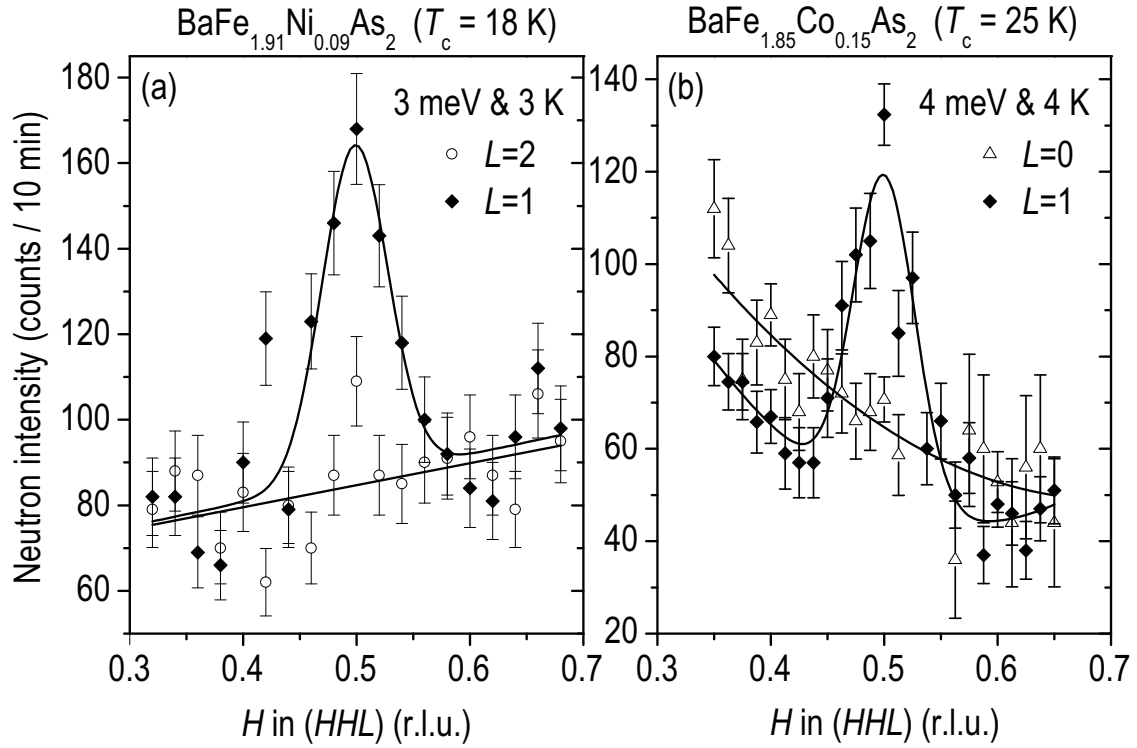 BaFe1.91Ni0.09As2 (Tc = 18 K)
BaFe1.85Co0.15As2 (Tc = 25 K)
(a)
3 meV & 3 K
L=2
L=1
180
160
140
120
100
80
60
0.3 0.4 0.5 0.6 0.7
H in (HHL) (r.l.u.)
Neutron intensity (counts / 10 min)
(b)
4 meV & 4 K
L=0
L=1
140
120
100
80
60
40
20
0.3 0.4 0.5 0.6 0.7
H in (HHL) (r.l.u.)